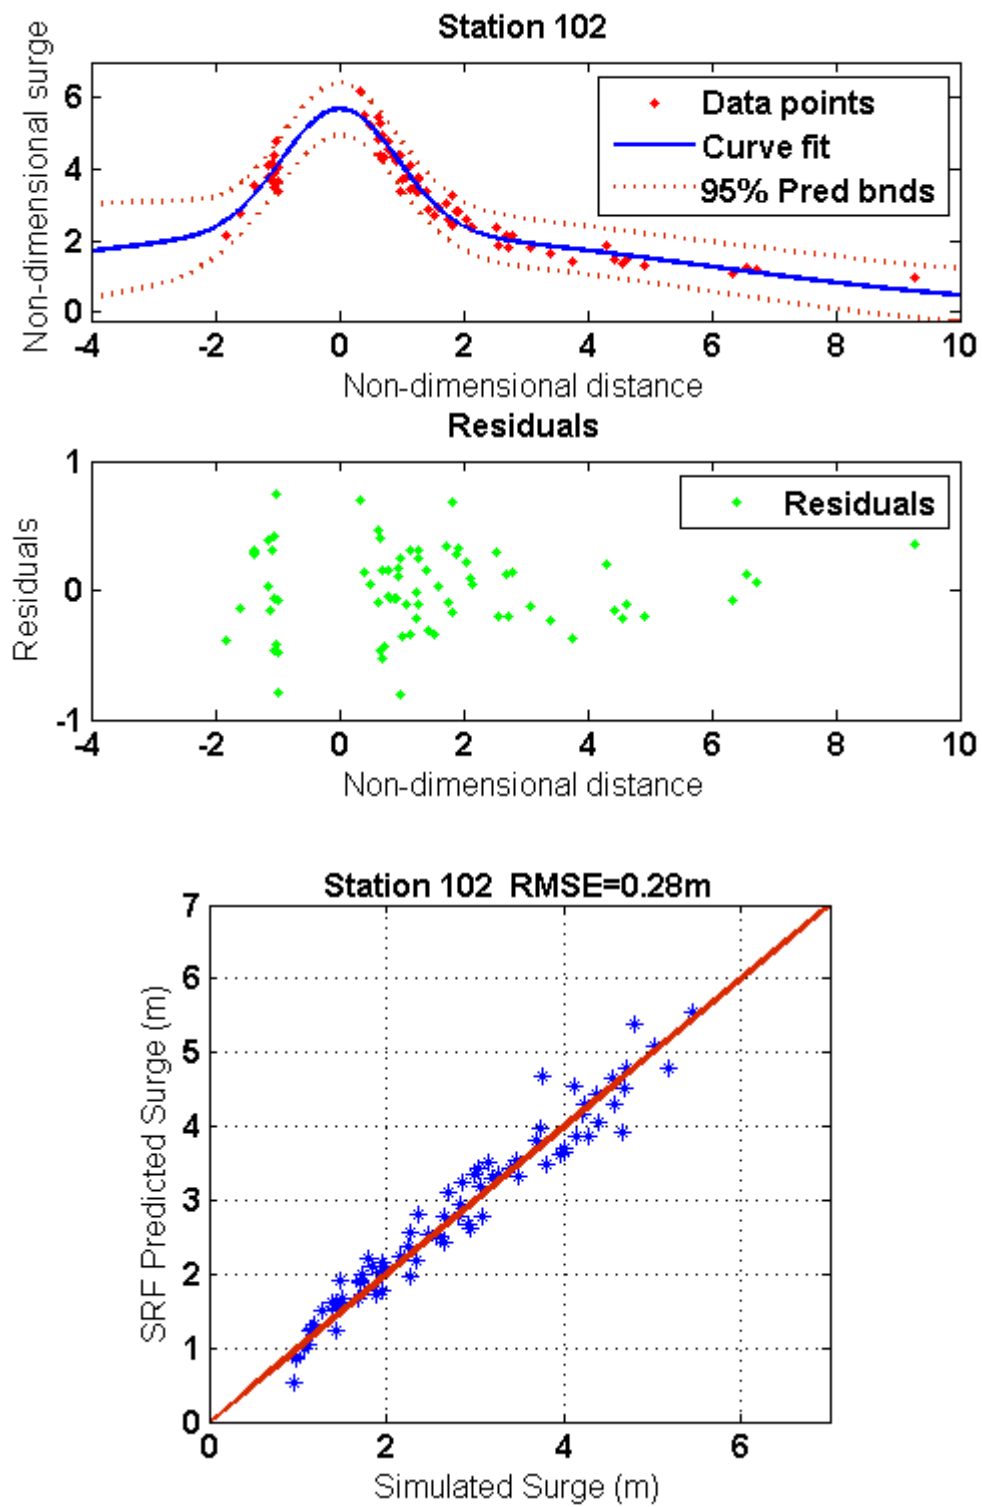 Station 102
Non-dimensional surge
6
4
2
0
Data points
Curve fit
95% Pred bnds
-4 -2 0 2 4 6 8 10
Non-dimensional distance
Residuals
Residuals
1
0
-1
Residuals
-4 -2 0 2 4 6 8 10
Non-dimensional distance
Station 102 RMSE=0.28m
SRF Predicted Surge (m)
7
6
5
4
3
2
1
0
0 2 4 6
Simulated Surge (m)